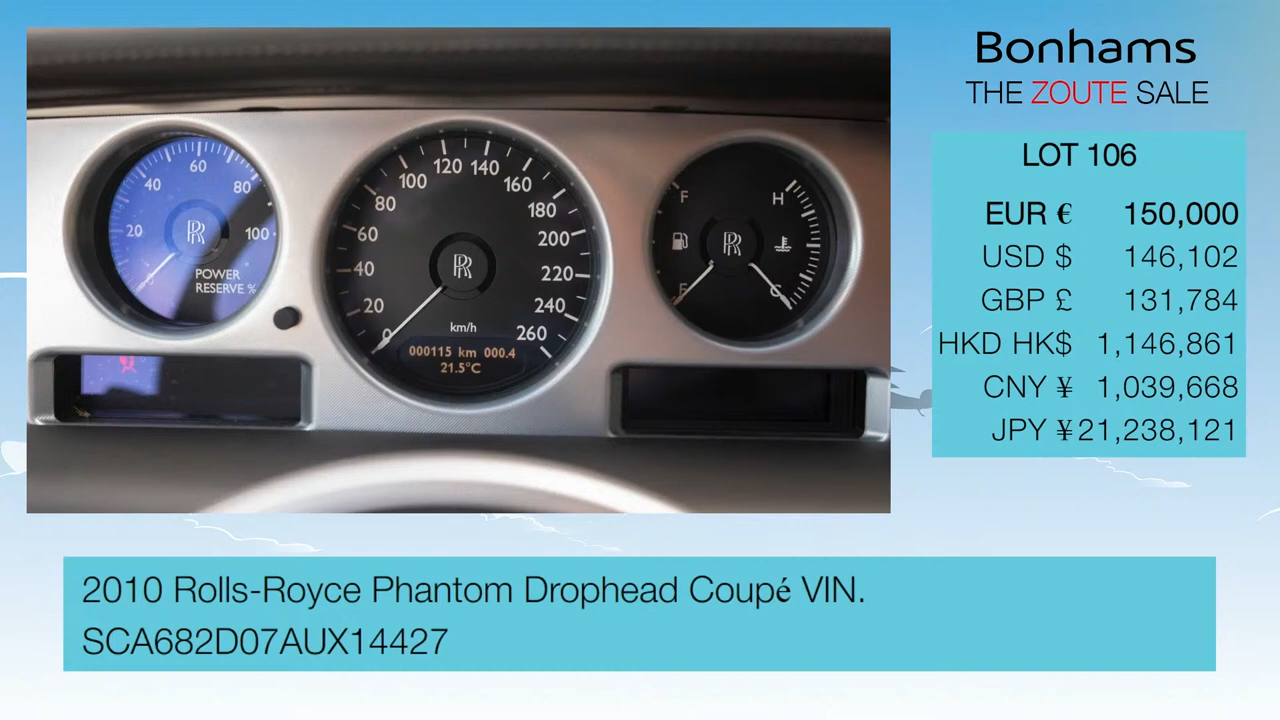 Bonhams
THE ZOUTE SALE
LOT 106
EUR € 150,000
USD $ 146,102
GBP £ 131,784
HKD HK$ 1,146,861
CNY ¥ 1,039,668
JPY ¥ 21,238,121
20
40
60
80
100
RR
POWER
RESERVE %
0
20
40
60
80
100
120
140
160
180
200
220
240
260
RR
km/h
000115 km 000.4
21.5°C
F
H
RR
E
C
2010 Rolls-Royce Phantom Drophead Coupé VIN.
SCA682D07AUX14427